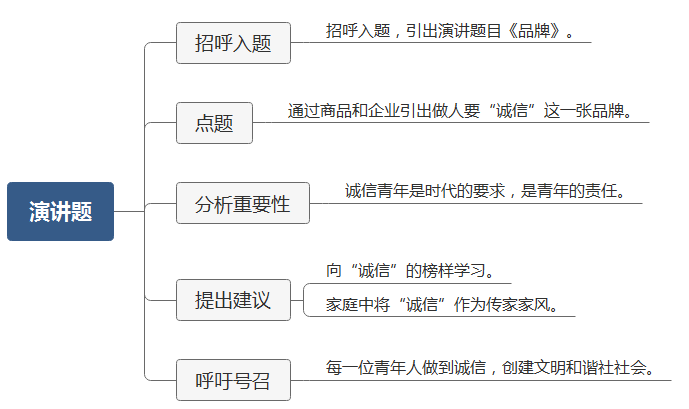 演讲题
招呼入题
招呼入题，引出演讲题目《品牌》。
点题
通过商品和企业引出做人要“诚信”这一张品牌。
分析重要性
诚信青年是时代的要求，是青年的责任。
提出建议
向“诚信”的榜样学习。
家庭中将“诚信”作为传家家风。
呼吁号召
每一位青年人做到诚信，创建文明和谐社社会。